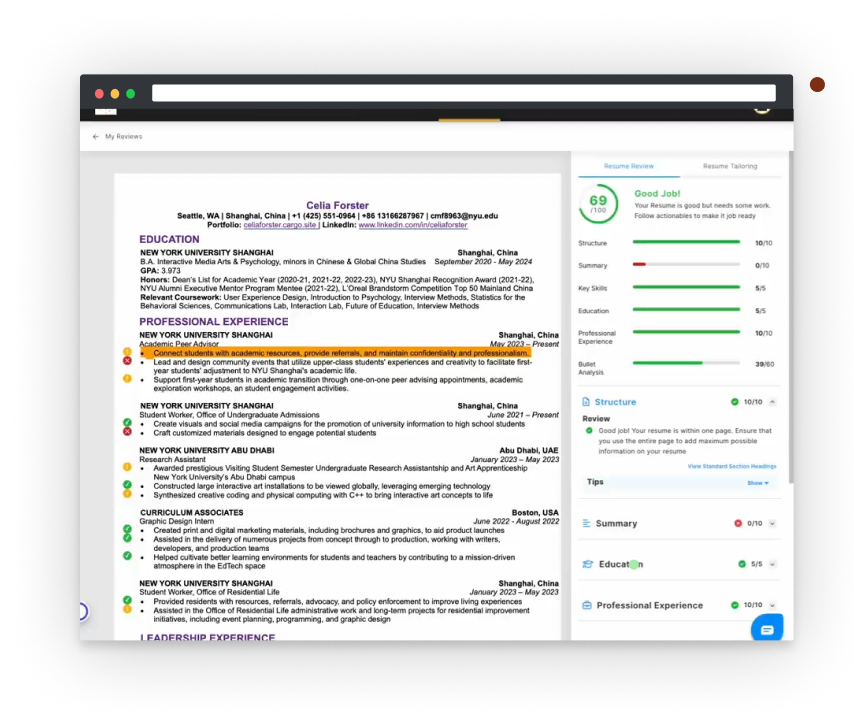 My Reviews
Celia Forster
Seattle, WA | Shanghai, China | +1 (425) 551-0964 | +86 13166287967 | cmf8963@nyu.edu
Portfolio: celiaforster.cargo.site | LinkedIn: www.linkedin.com/in/celiaforster
EDUCATION
NEW YORK UNIVERSITY SHANGHAI Shanghai, China
B.A. Interactive Media Arts & Psychology, minors in Chinese & Global China Studies September 2020 - May 2024
GPA: 3.973
Honors: Dean's List for Academic Year (2020-21, 2021-22, 2022-23), NYU Shanghai Recognition Award (2021-22),
NYU Alumni Executive Mentor Program Mentee (2021-22), L'Oreal Brandstorm Competition Top 50 Mainland China
Relevant Coursework: User Experience Design, Introduction to Psychology, Interview Methods, Statistics for the
Behavioral Sciences, Communications Lab, Interaction Lab, Future of Education, Interview Methods
PROFESSIONAL EXPERIENCE
NEW YORK UNIVERSITY SHANGHAI Shanghai, China
Academic Peer Advisor May 2023 – Present
• Connect students with academic resources, provide referrals, and maintain confidentiality and professionalism.
• Lead and design community events that utilize upper-class students' experiences and creativity to facilitate first-
year students' adjustment to NYU Shanghai's academic life.
• Support first-year students in academic transition through one-on-one peer advising appointments, academic
exploration workshops, an student engagement activities.
NEW YORK UNIVERSITY SHANGHAI Shanghai, China
Student Worker, Office of Undergraduate Admissions June 2021 – Present
• Create visuals and social media campaigns for the promotion of university information to high school students
• Craft customized materials designed to engage potential students
NEW YORK UNIVERSITY ABU DHABI Abu Dhabi, UAE
Research Assistant January 2023 – May 2023
• Awarded prestigious Visiting Student Semester Undergraduate Research Assistantship and Art Apprenticeship
New York University's Abu Dhabi campus
• Constructed large interactive art installations to be viewed globally, leveraging emerging technology
• Synthesized creative coding and physical computing with C++ to bring interactive art concepts to life
CURRICULUM ASSOCIATES Boston, USA
Graphic Design Intern June 2022 - August 2022
• Created print and digital marketing materials, including brochures and graphics, to aid product launches
• Assisted in the delivery of numerous projects from concept through to production, working with writers,
developers, and production teams
• Helped cultivate better learning environments for students and teachers by contributing to a mission-driven
atmosphere in the EdTech space
NEW YORK UNIVERSITY SHANGHAI Shanghai, China
Student Worker, Office of Residential Life January 2023 – May 2023
• Provided residents with resources, referrals, advocacy, and policy enforcement to improve living experiences
• Assisted in the Office of Residential Life administrative work and long-term projects for residential improvement
initiatives, including event planning, programming, and graphic design
LEADERSHIP EXPERIENCE
Resume Review Resume Tailoring
69
/100
Good Job!
Your Resume is good but needs some work.
Follow actionables to make it job ready
Structure 10/10
Summary 0/10
Key Skills 5/5
Education 5/5
Professional
Experience 10/10
Bullet
Analysis 39/60
Structure 10/10
Review
Good job! Your resume is within one page. Ensure that
you use the entire page to add maximum possible
information on your resume
View Standard Section Headings
Tips Show
Summary 0/10
Education 5/5
Professional Experience 10/10